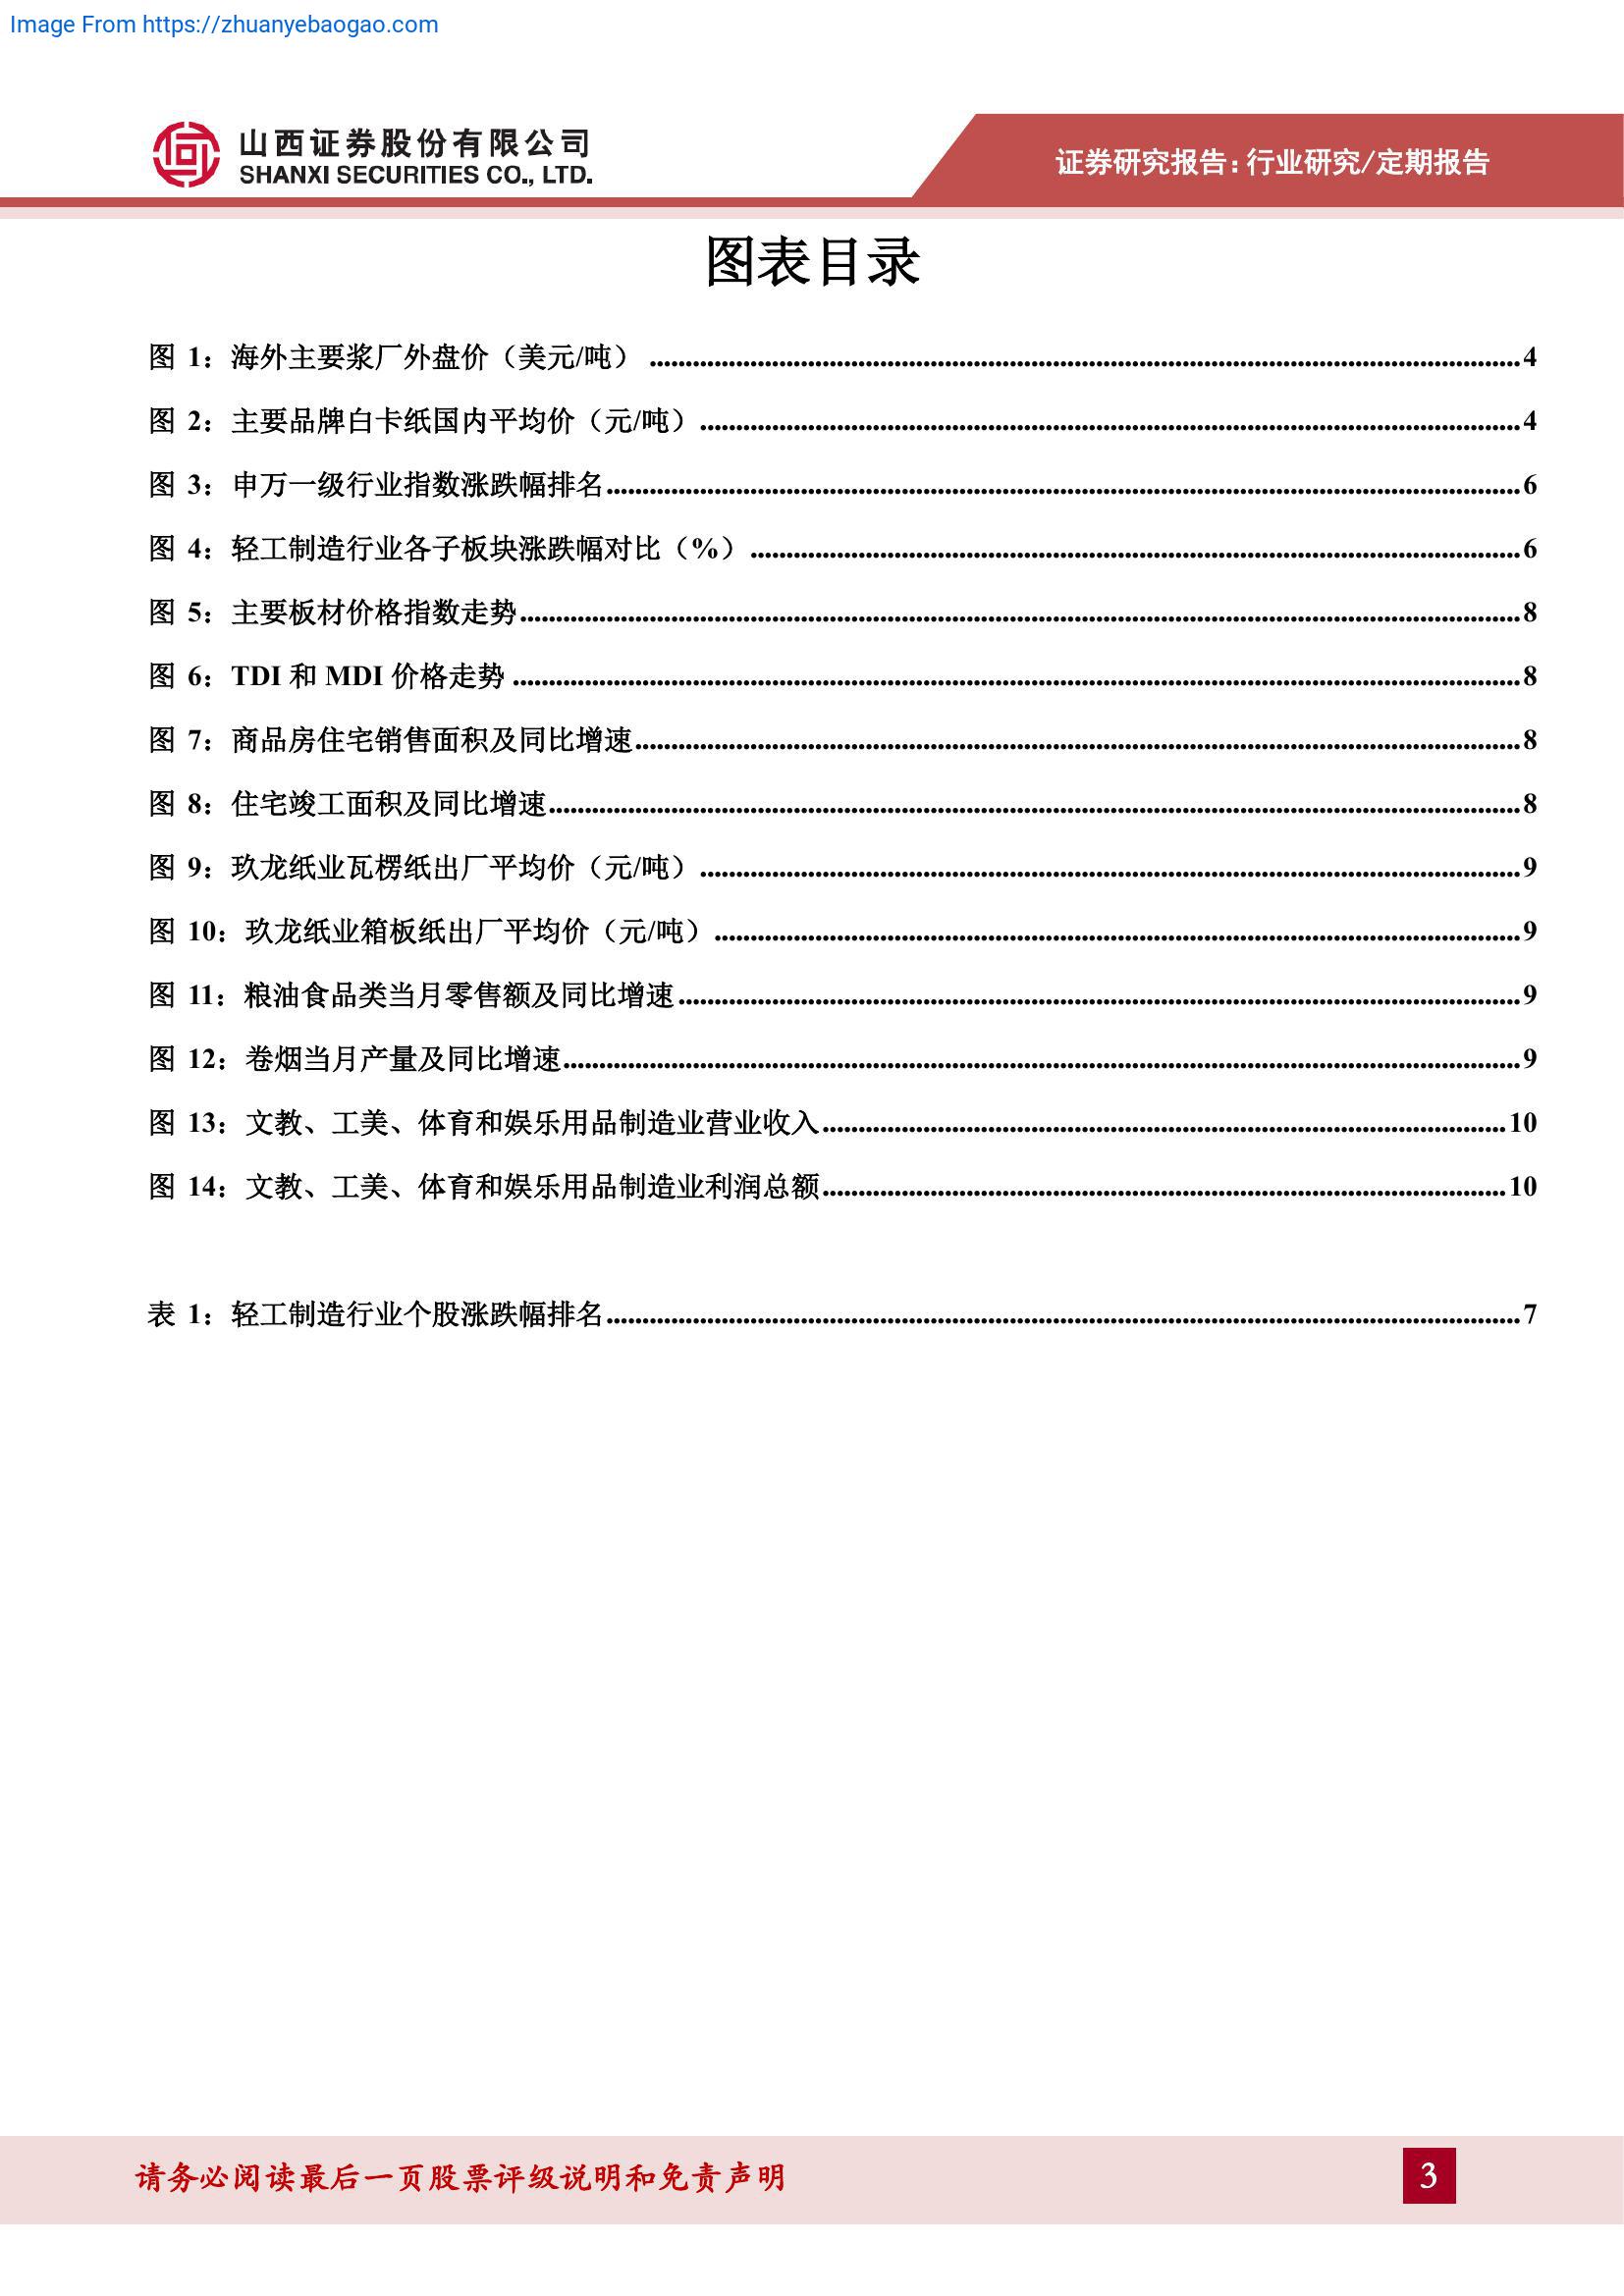 Image From https://zhuanyebaogao.com
山西证券股份有限公司
SHANXI SECURITIES CO., LTD.
证券研究报告:行业研究/定期报告
图表目录
图 1:海外主要浆厂外盘价(美元/吨) ........................ 4
图 2:主要品牌白卡纸国内平均价(元/吨) ........................ 4
图 3:申万一级行业指数涨跌幅排名 ........................ 6
图 4:轻工制造行业各子板块涨跌幅对比(%) ........................ 6
图 5:主要板材价格指数走势 ........................ 8
图 6:TDI 和 MDI 价格走势 ........................ 8
图 7:商品房住宅销售面积及同比增速 ........................ 8
图 8:住宅竣工面积及同比增速 ........................ 8
图 9:玖龙纸业瓦楞纸出厂平均价(元/吨) ........................ 9
图 10:玖龙纸业箱板纸出厂平均价(元/吨) ........................ 9
图 11:粮油食品类当月零售额及同比增速 ........................ 9
图 12:卷烟当月产量及同比增速 ........................ 9
图 13:文教、工美、体育和娱乐用品制造业营业收入 ........................ 10
图 14:文教、工美、体育和娱乐用品制造业利润总额 ........................ 10
表 1:轻工制造行业个股涨跌幅排名 ........................ 7
请务必阅读最后一页股票评级说明和免责声明
3